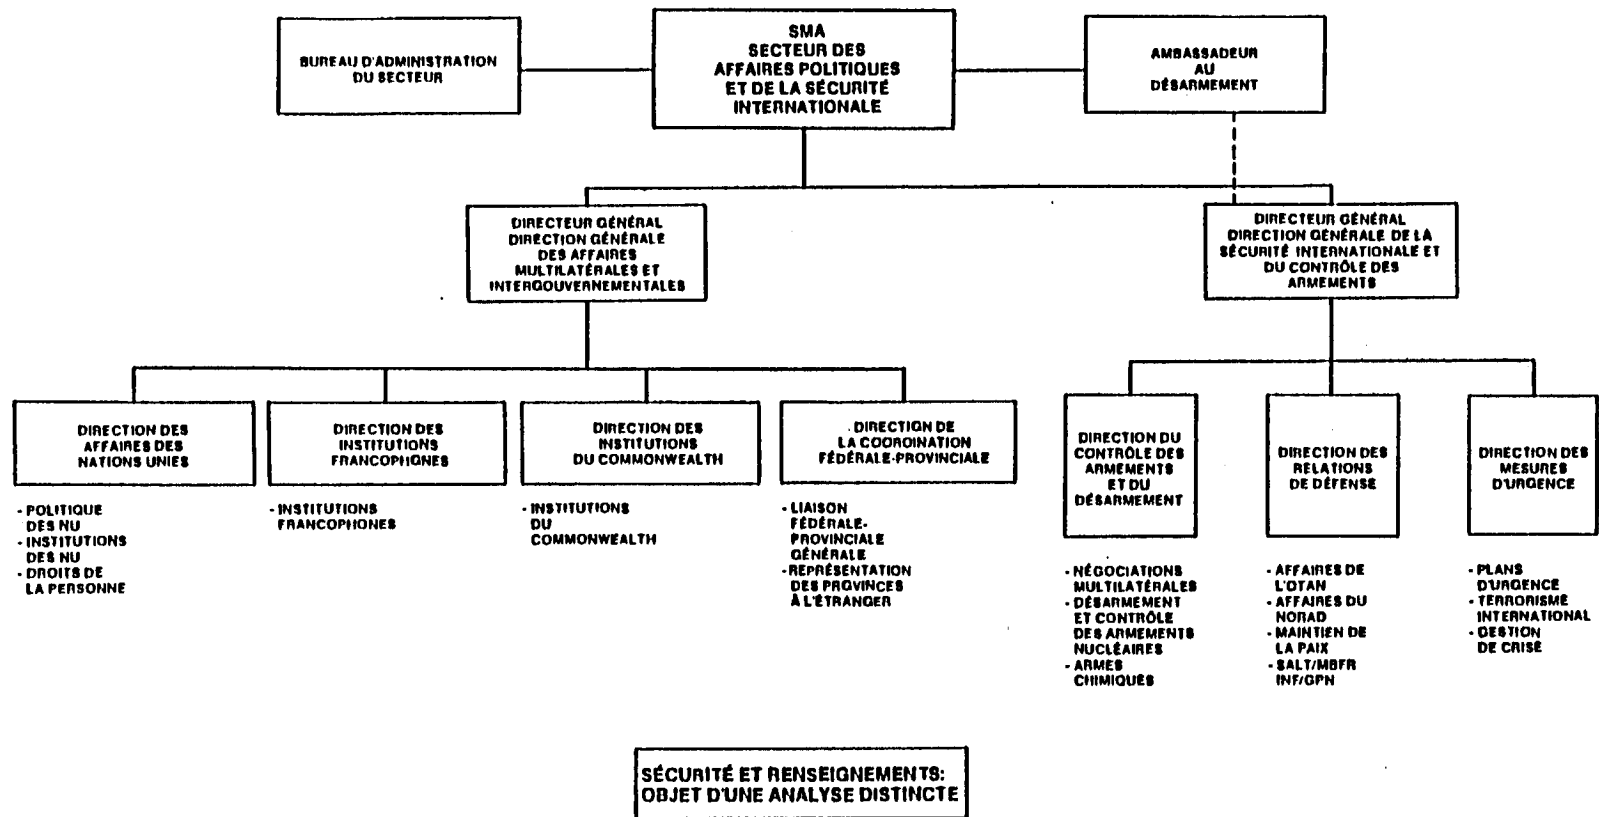 BUREAU D'ADMINISTRATION
DU SECTEUR
SMA
SECTEUR DES
AFFAIRES POLITIQUES
ET DE LA SÉCURITÉ
INTERNATIONALE
AMBASSADEUR
AU
DÉSARMEMENT
DIRECTEUR GÉNÉRAL
DIRECTION GÉNÉRALE
DES AFFAIRES
MULTILATÉRALES ET
INTERGOUVERNEMENTALES
DIRECTEUR GÉNÉRAL
DIRECTION GÉNÉRALE DE LA
SÉCURITÉ INTERNATIONALE ET
DU CONTRÔLE DES
ARMEMENTS
DIRECTION DES
AFFAIRES DES
NATIONS UNIES
- POLITIQUE
DES NU
- INSTITUTIONS
DES NU
- DROITS DE
LA PERSONNE
DIRECTION DES
INSTITUTIONS
FRANCOPHONES
- INSTITUTIONS
FRANCOPHONES
DIRECTION DES
INSTITUTIONS
DU COMMONWEALTH
- INSTITUTIONS
DU
COMMONWEALTH
DIRECTION DE
LA COORDINATION
FÉDÉRALE-PROVINCIALE
- LIAISON
FÉDÉRALE-
PROVINCIALE
GÉNÉRALE
- REPRÉSENTATION
DES PROVINCES
À L'ÉTRANGER
DIRECTION DU
CONTRÔLE DES
ARMEMENTS
ET DU
DÉSARMEMENT
- NÉGOCIATIONS
MULTILATÉRALES
- DÉSARMEMENT
ET CONTRÔLE
DES ARMEMENTS
NUCLÉAIRES
- ARMES
CHIMIQUES
DIRECTION DES
RELATIONS
DE DÉFENSE
- AFFAIRES DE
L'OTAN
- AFFAIRES DU
NORAD
- MAINTIEN DE
LA PAIX
- SALT/MBFR
INF/GPN
DIRECTION DES
MESURES
D'URGENCE
- PLANS
D'URGENCE
- TERRORISME
INTERNATIONAL
- GESTION
DE CRISE
SÉCURITÉ ET RENSEIGNEMENTS:
OBJET D'UNE ANALYSE DISTINCTE